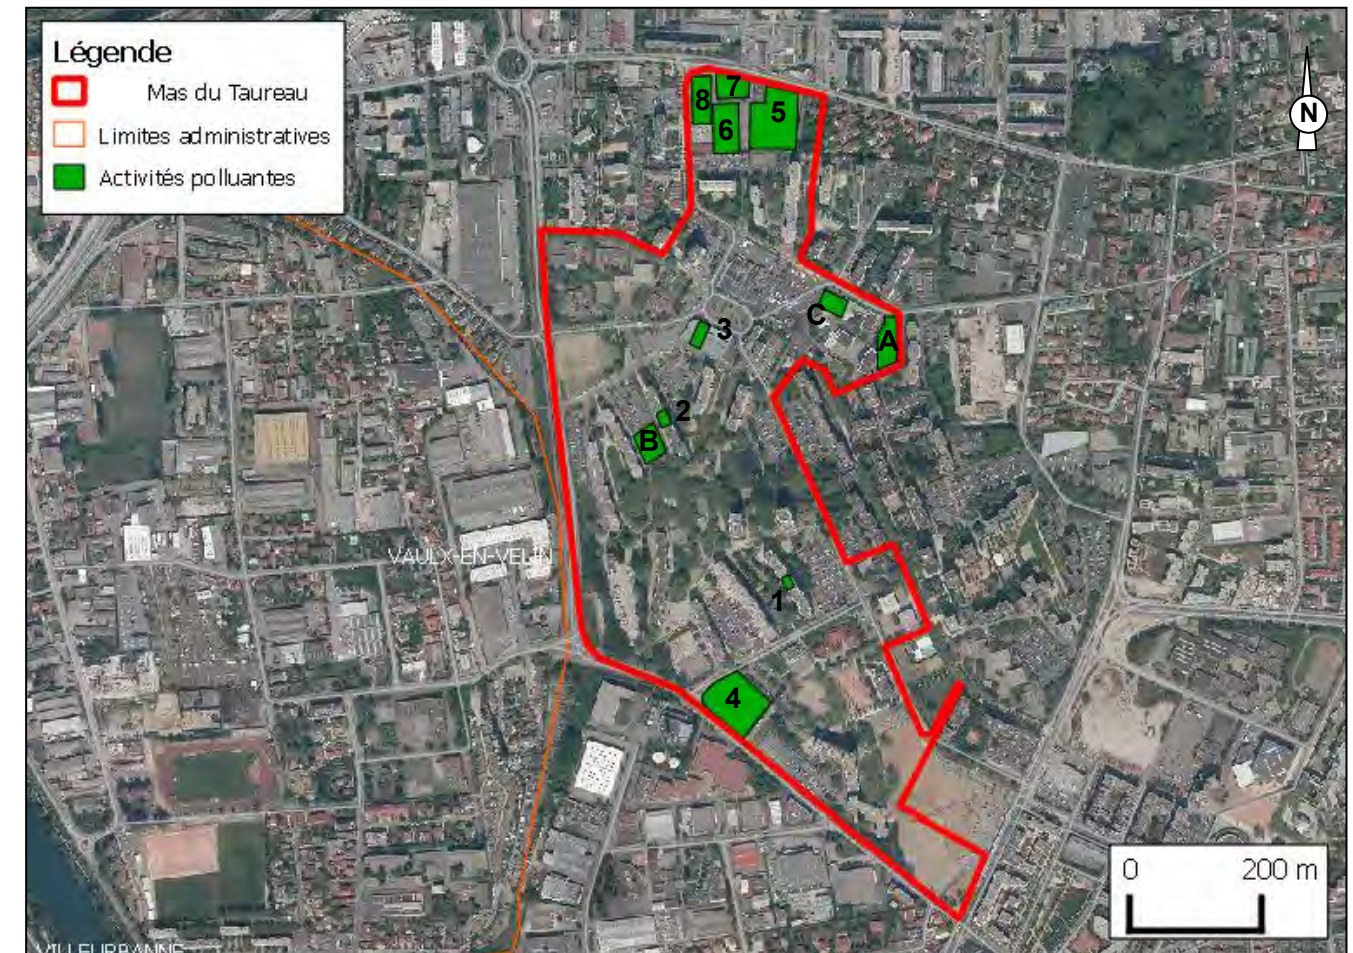 Légende
Mas du Taureau
Limites administratives
Activités polluantes
N
8
7
5
6
C
3
A
2
B
VAULX-EN-VELIN
1
4
0 200 m
VILLEURBANNE